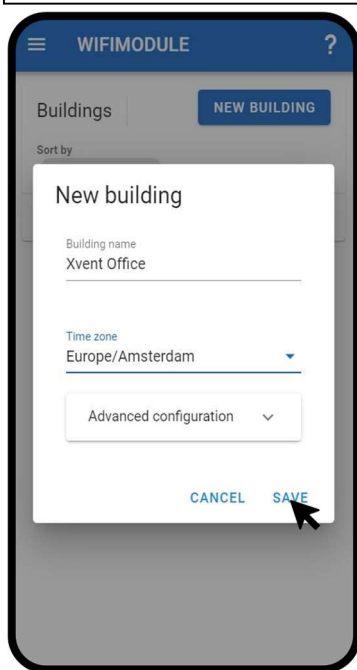 WIFIMODULE ?
Buildings NEW BUILDING
Sort by
New building
Building name
Xvent Office
Time zone
Europe/Amsterdam
Advanced configuration
CANCEL SAVE